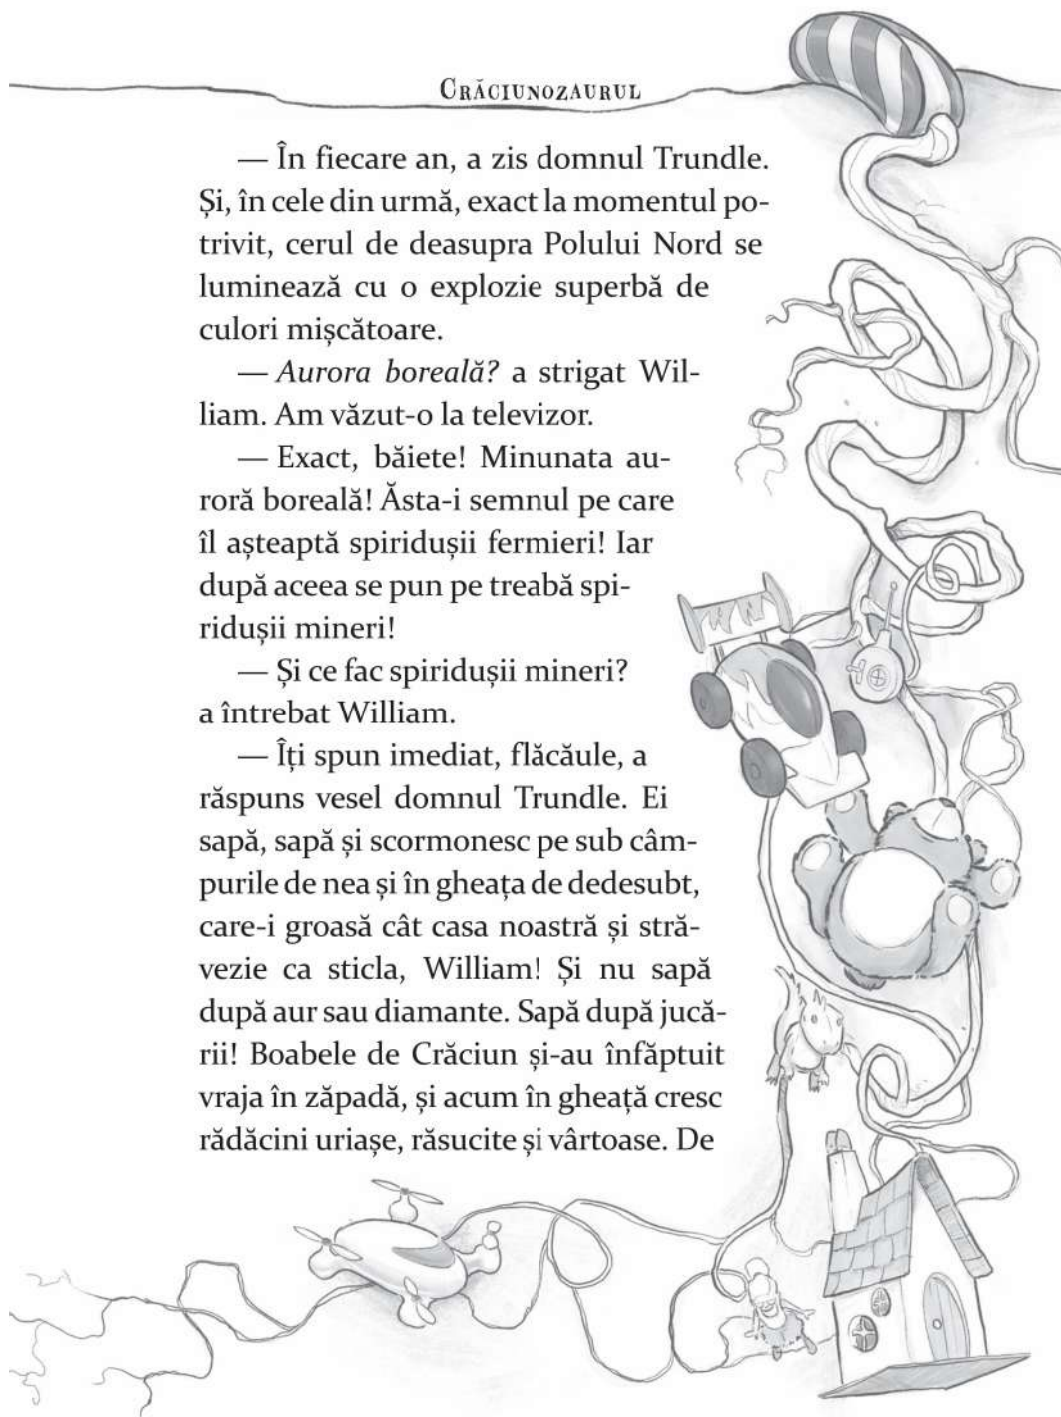 CRĂCIUNOZAURUL
— În fiecare an, a zis domnul Trundle.
Și, în cele din urmă, exact la momentul po-
trivit, cerul de deasupra Polului Nord se
luminează cu o explozie superbă de
culori mișcătoare.
— Aurora boreală? a strigat Wil-
liam. Am văzut-o la televizor.
— Exact, băiete! Minunata au-
roră boreală! Ăsta-i semnul pe care
îl așteaptă spiridușii fermieri! Iar
după aceea se pun pe treabă spi-
ridușii mineri!
— Și ce fac spiridușii mineri?
a întrebat William.
— Îți spun imediat, flăcăule, a
răspuns vesel domnul Trundle. Ei
sapă, sapă și scormonesc pe sub câm-
purile de nea și în gheața de dedesubt,
care-i groasă cât casa noastră și stră-
vezie ca sticla, William! Și nu sapă
după aur sau diamante. Sapă după jucă-
rii! Boabele de Crăciun și-au înfăptuit
vraja în zăpadă, și acum în gheață cresc
rădăcini uriașe, răsucite și vârtoase. De